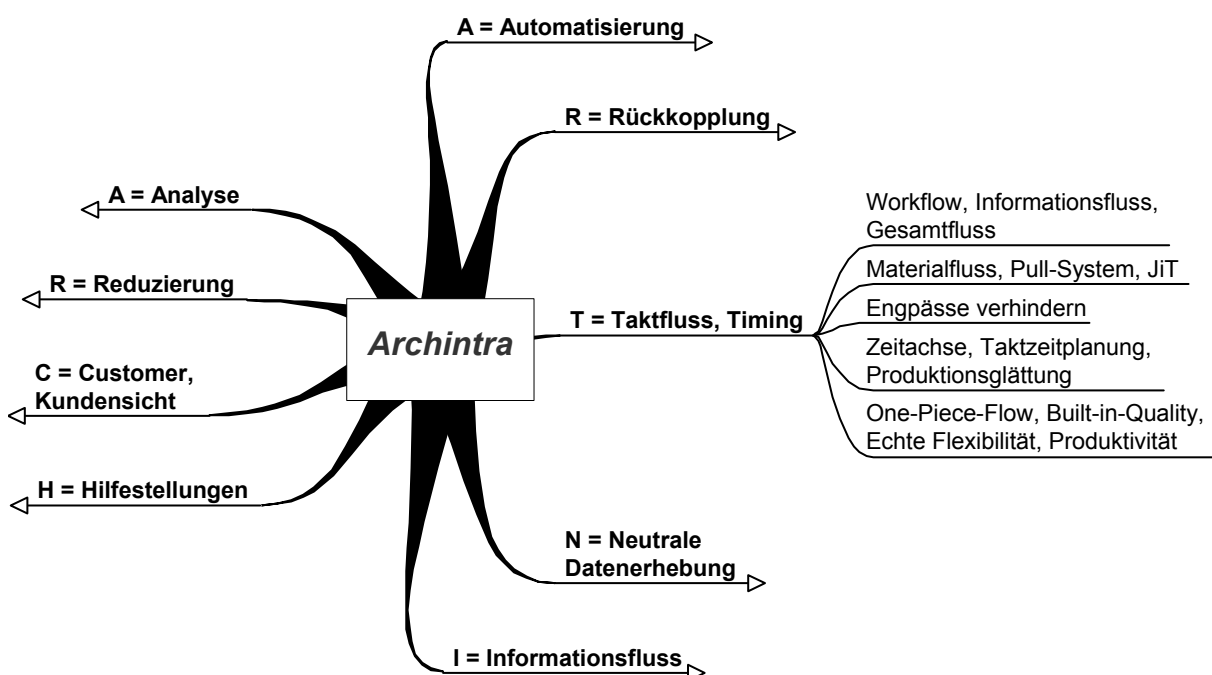 A = Automatisierung
R = Rückkopplung
A = Analyse
R = Reduzierung
C = Customer,
Kundensicht
H = Hilfestellungen
Archintra
T = Taktfluss, Timing
Workflow, Informationsfluss,
Gesamtfluss
Materialfluss, Pull-System, JiT
Engpässe verhindern
Zeitachse, Taktzeitplanung,
Produktionsglättung
One-Piece-Flow, Built-in-Quality,
Echte Flexibilität, Produktivität
N = Neutrale
Datenerhebung
I = Informationsfluss